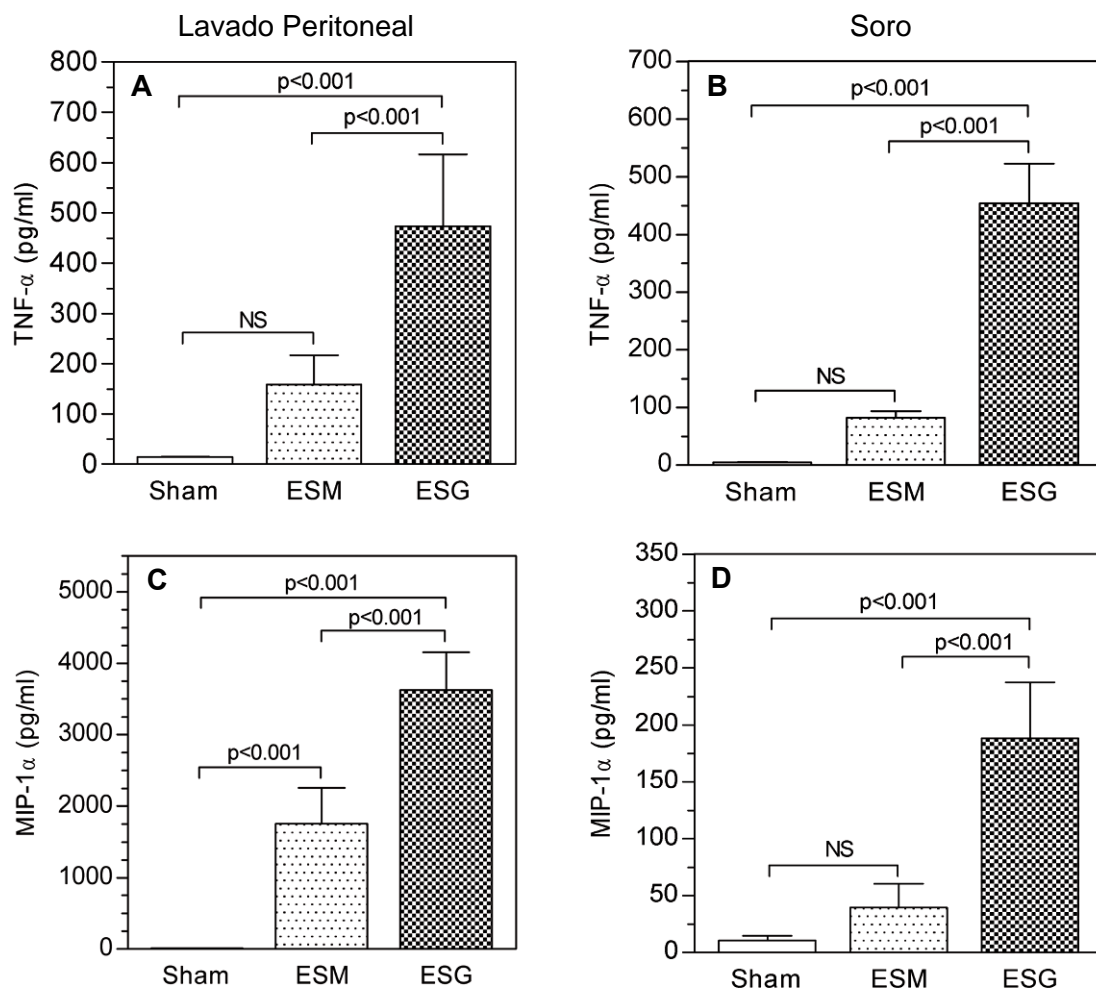 Lavado Peritoneal
Soro
A
TNF-α (pg/ml)
800
700
600
500
400
300
200
100
0
p<0.001
p<0.001
NS
Sham ESM ESG
B
TNF-α (pg/ml)
700
600
500
400
300
200
100
0
p<0.001
p<0.001
NS
Sham ESM ESG
C
MIP-1α (pg/ml)
5000
4000
3000
2000
1000
0
p<0.001
p<0.001
p<0.001
Sham ESM ESG
D
MIP-1α (pg/ml)
350
300
250
200
150
100
50
0
p<0.001
p<0.001
NS
Sham ESM ESG